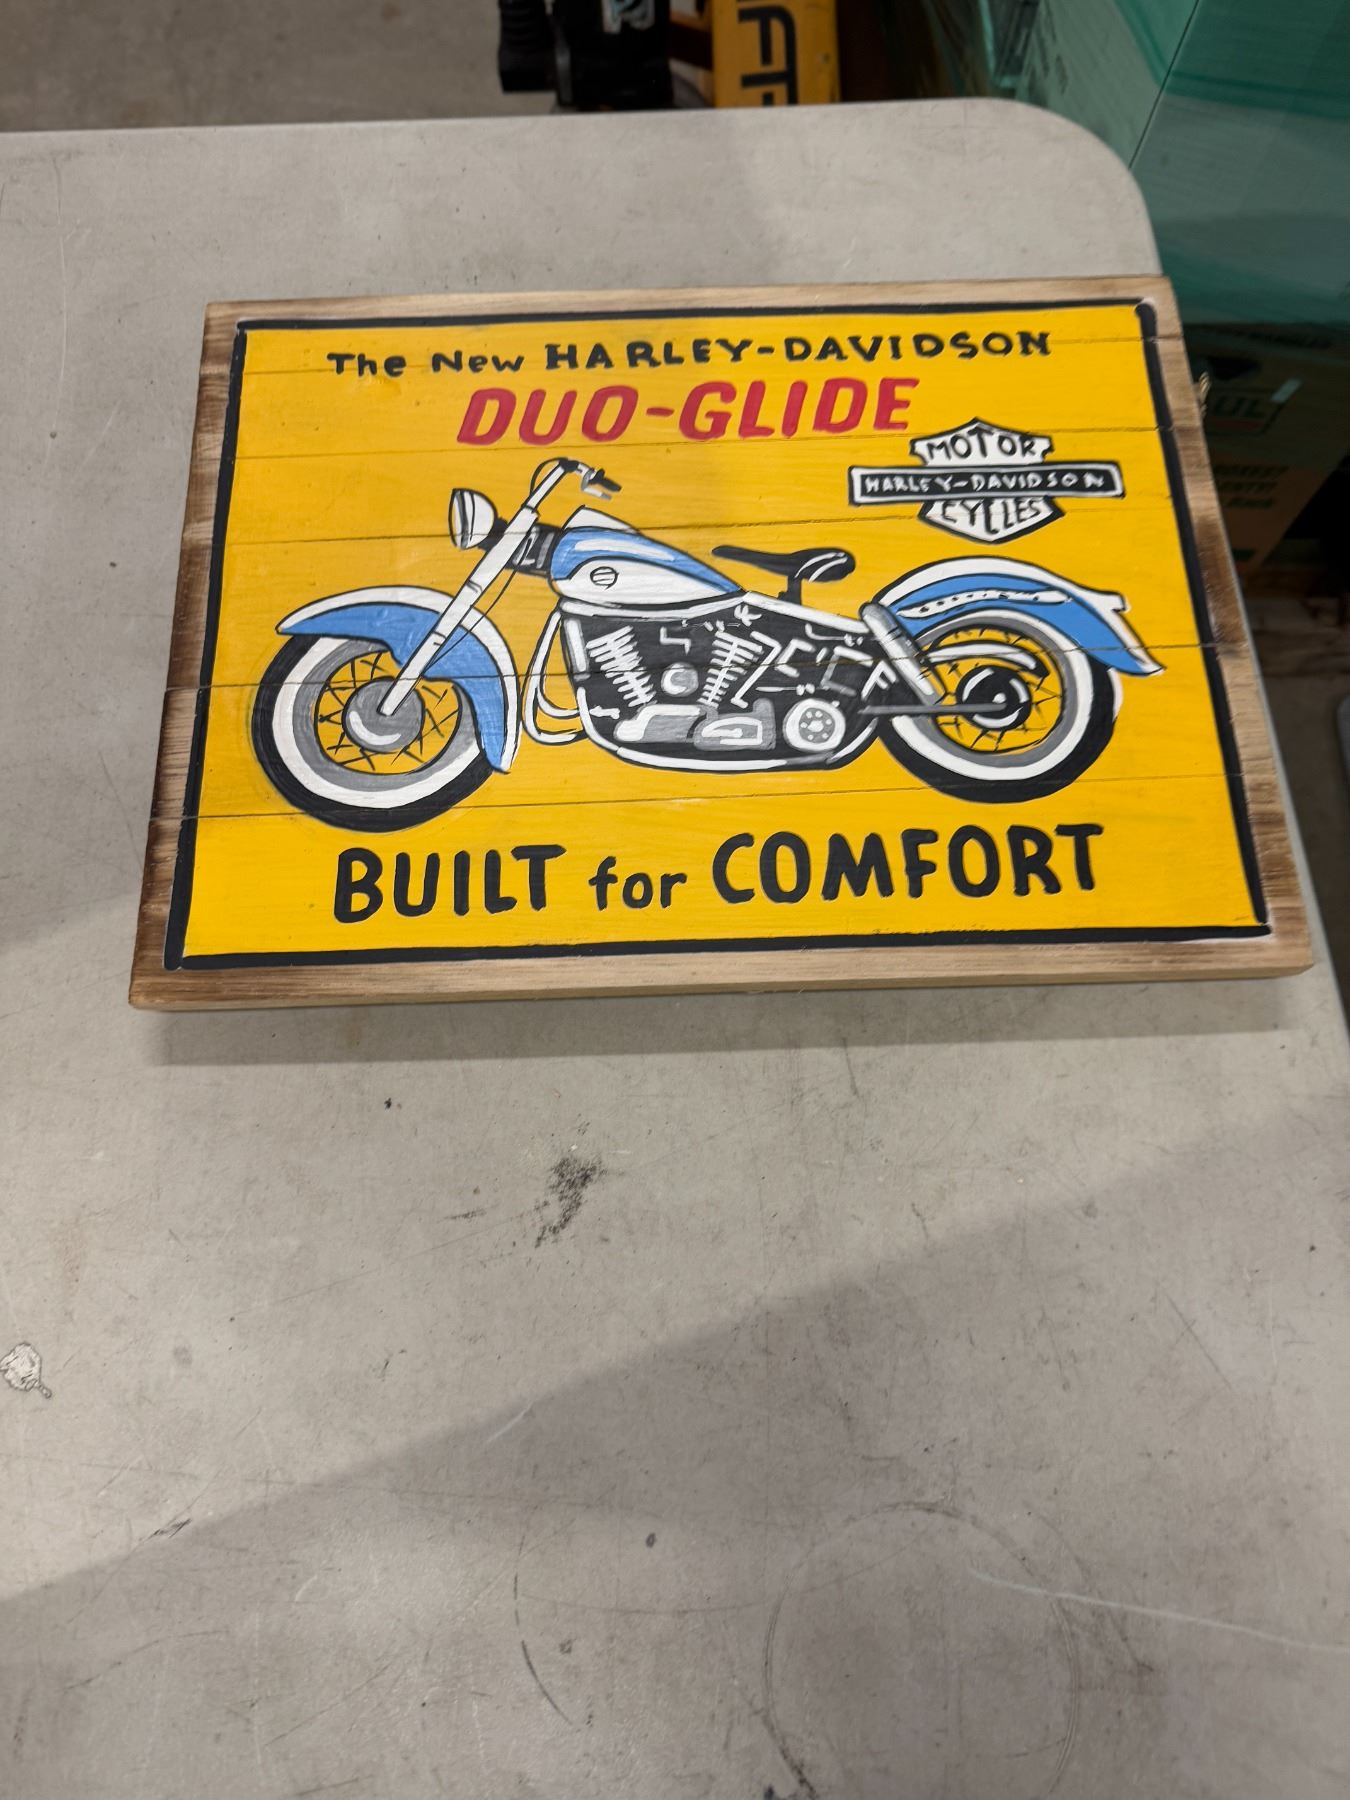 The New HARLEY-DAVIDSON
DUO-GLIDE
MOTOR
HARLEY-DAVIDSON
CYCLES
BUILT for COMFORT